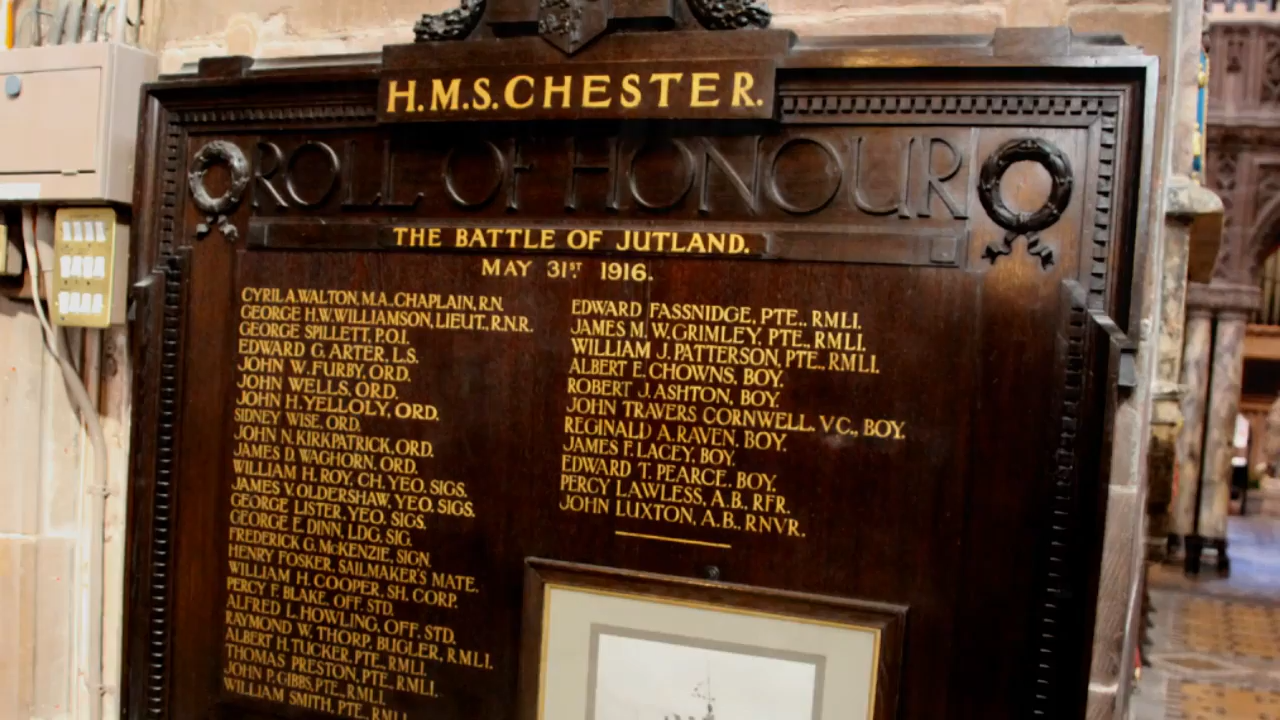 H.M.S. CHESTER.
ROLL OF HONOUR
THE BATTLE OF JUTLAND.
MAY 31ST 1916.
CYRIL A. WALTON, M.A., CHAPLAIN, R.N.
GEORGE H.W. WILLIAMSON, LIEUT., R.N.R.
GEORGE SPILLETT, P.O.I.
EDWARD G. ARTER, L.S.
JOHN W. FURBY, ORD.
JOHN WELLS, ORD.
JOHN H. YELLOLY, ORD.
SIDNEY WISE, ORD.
JOHN N. KIRKPATRICK, ORD.
JAMES D. WAGHORN, ORD.
WILLIAM H. ROY, CH. YEO. SIGS.
JAMES V. OLDERSHAW, YEO. SIGS.
GEORGE LISTER, YEO. SIGS.
GEORGE E. DINN, LDG. SIG.
FREDERICK G. McKENZIE, SIGN.
HENRY FOSKER, SAILMAKER'S MATE.
WILLIAM H. COOPER, SH. CORP.
PERCY F. BLAKE, OFF. STD.
ALFRED L. HOWLING, OFF. STD.
RAYMOND W. THORP, BUGLER, R.M.L.I.
ALBERT H. TUCKER, PTE., R.M.L.I.
THOMAS PRESTON, PTE., R.M.L.I.
JOHN P. GIBBS, PTE., R.M.L.I.
WILLIAM SMITH, PTE., R.M.L.I.
EDWARD FASSNIDGE, PTE., R.M.L.I.
JAMES M. W. GRIMLEY, PTE., R.M.L.I.
WILLIAM J. PATTERSON, PTE., R.M.L.I.
ALBERT E. CHOWNS, BOY.
ROBERT J. ASHTON, BOY.
JOHN TRAVERS CORNWELL, V.C., BOY.
REGINALD A. RAVEN, BOY.
JAMES F. LACEY, BOY.
EDWARD T. PEARCE, BOY.
PERCY LAWLESS, A.B., R.F.R.
JOHN LUXTON, A.B., R.N.V.R.